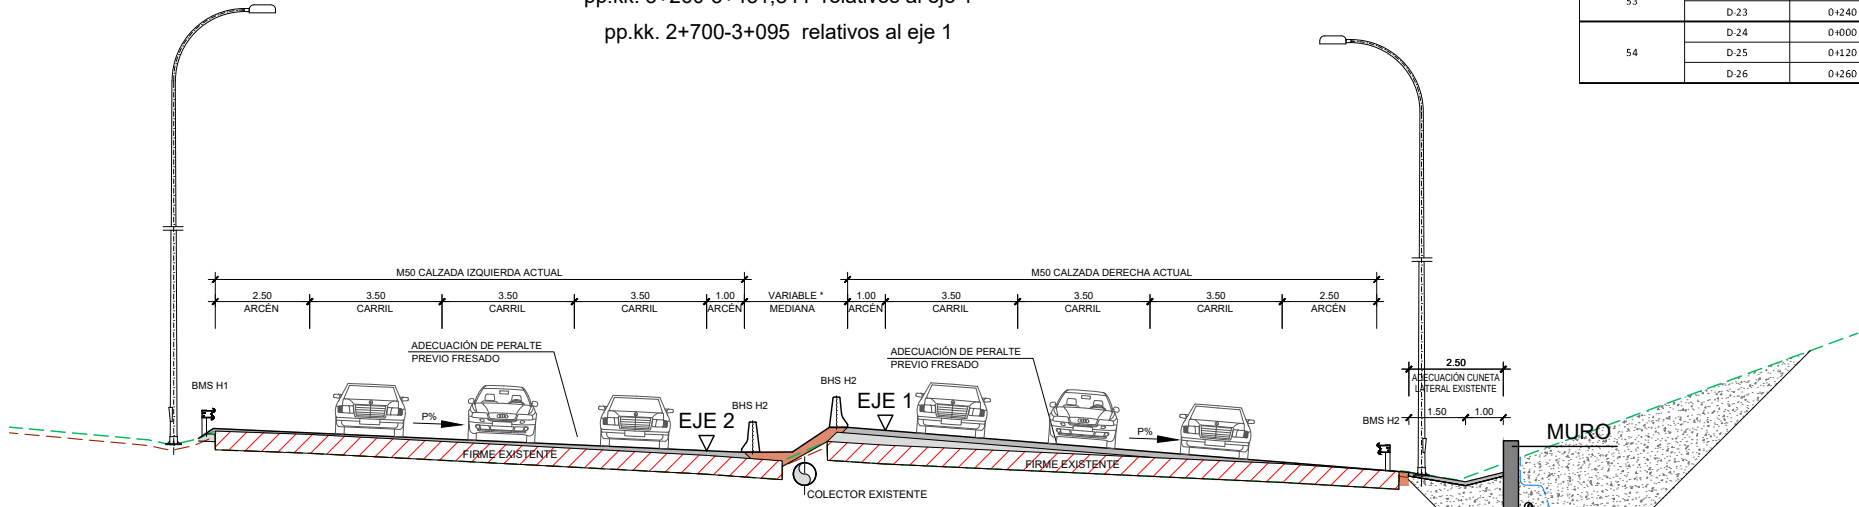 pp.kk. 2+700-3+095 relativos al eje 1
D-23 0+240
54 D-24 0+000
D-25 0+120
D-26 0+260
M50 CALZADA IZQUIERDA ACTUAL
M50 CALZADA DERECHA ACTUAL
2.50 3.50 3.50 3.50 1.00 VARIABLE * 1.00 3.50 3.50 3.50 2.50
ARCÉN CARRIL CARRIL CARRIL ARCÉN MEDIANA ARCÉN CARRIL CARRIL CARRIL ARCÉN
ADECUACIÓN DE PERALTE
PREVIO FRESADO
ADECUACIÓN DE PERALTE
PREVIO FRESADO
2.50
ADECUACIÓN CUNETA
LATERAL EXISTENTE
1.50 1.00
BMS H1
BHS H2
BHS H2
BMS H2
P%
P%
EJE 2
EJE 1
MURO
FIRME EXISTENTE
FIRME EXISTENTE
COLECTOR EXISTENTE